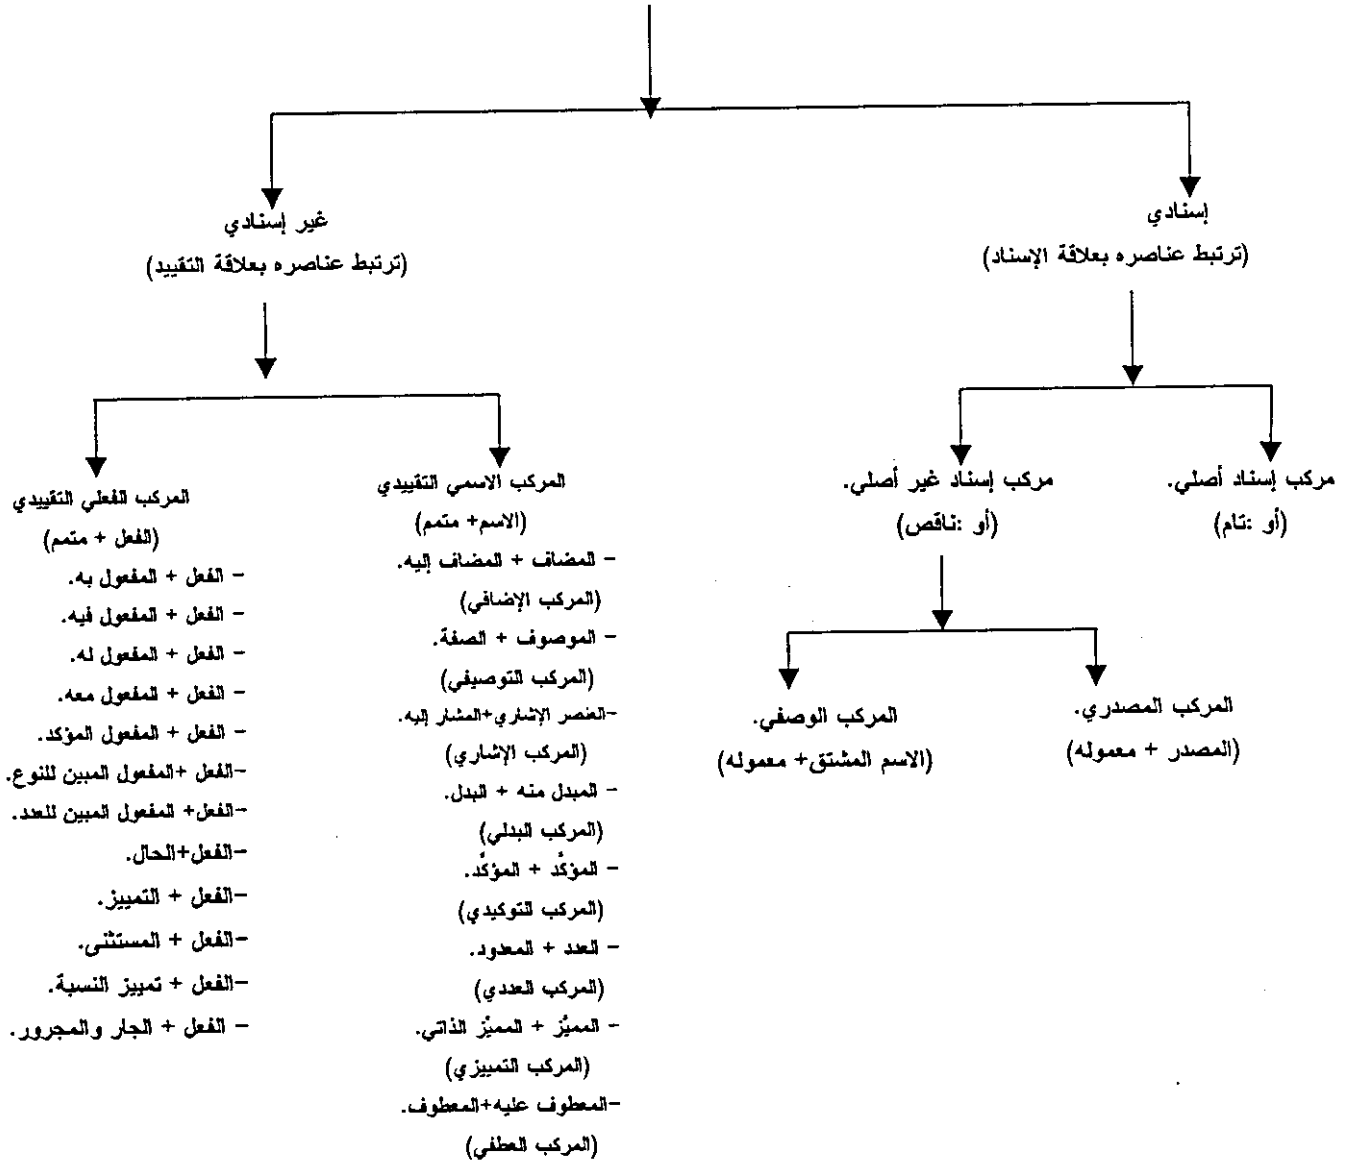 إسنادي
(ترتبط عناصره بعلاقة الإسناد)
غير إسنادي
(ترتبط عناصره بعلاقة التقييد)
مركب إسناد أصلي.
(أو :تام)
مركب إسناد غير أصلي.
(أو :ناقص)
المركب المصدري.
(المصدر + معموله)
المركب الوصفي.
(الاسم المشتق+ معموله)
المركب الاسمي التقييدي
(الاسم+ متمم)
- المضاف + المضاف إليه.
(المركب الإضافي)
- الموصوف + الصفة.
(المركب التوصيفي)
-العنصر الإشاري+المشار إليه.
(المركب الإشاري)
- المبدل منه + البدل.
(المركب البدلي)
- المؤكَّد + المؤكَّد.
(المركب التوكيدي)
- العدد + المعدود.
(المركب العددي)
- المميَّز + المميَّز الذاتي.
(المركب التمييزي)
-المعطوف عليه+المعطوف.
(المركب العطفي)
المركب الفعلي التقييدي
(الفعل + متمم)
- الفعل + المفعول به.
- الفعل + المفعول فيه.
- الفعل + المفعول له.
- الفعل + المفعول معه.
- الفعل + المفعول المؤكد.
-الفعل +المفعول المبين للنوع.
-الفعل+ المفعول المبين للعدد.
-الفعل+الحال.
-الفعل + التمييز.
-الفعل + المستثنى.
-الفعل + تمييز النسبة.
- الفعل + الجار والمجرور.